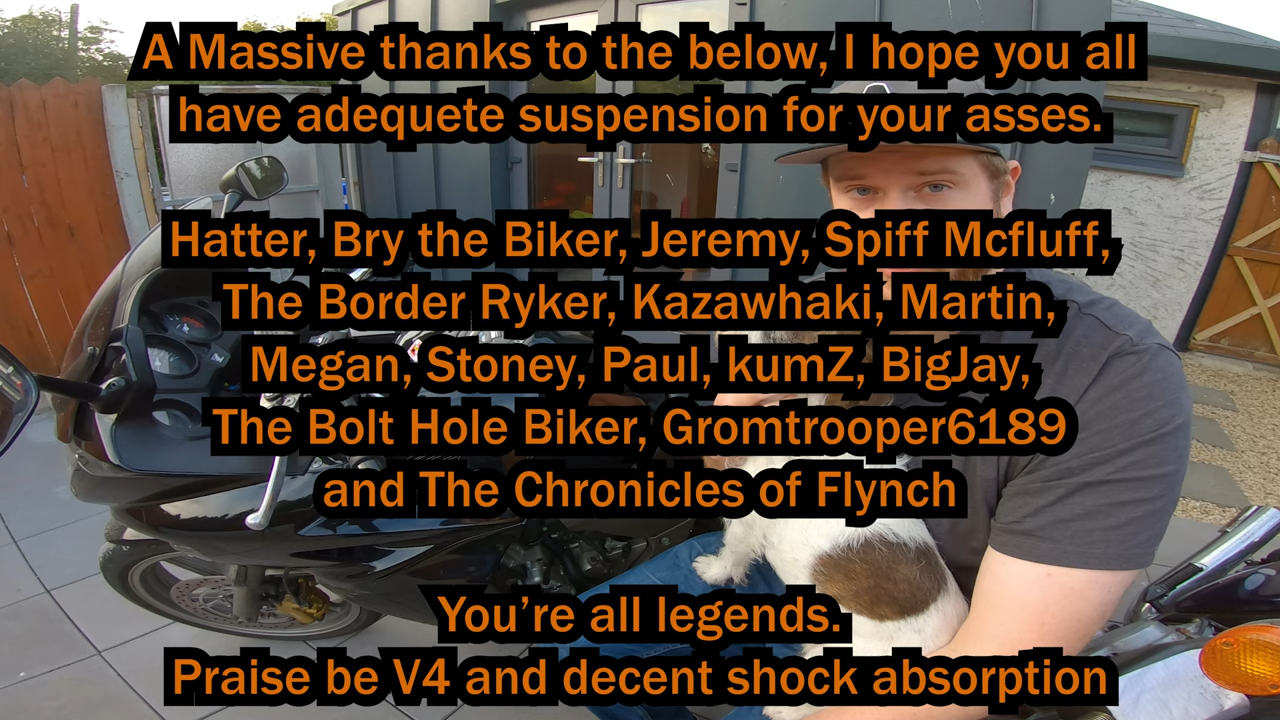 A Massive thanks to the below, I hope you all
have adequete suspension for your asses.
Hatter, Bry the Biker, Jeremy, Spiff Mcfluff,
The Border Ryker, Kazawhaki, Martin,
Megan, Stoney, Paul, kumZ, BigJay,
The Bolt Hole Biker, Gromtrooper6189
and The Chronicles of Flynch
You’re all legends.
Praise be V4 and decent shock absorption